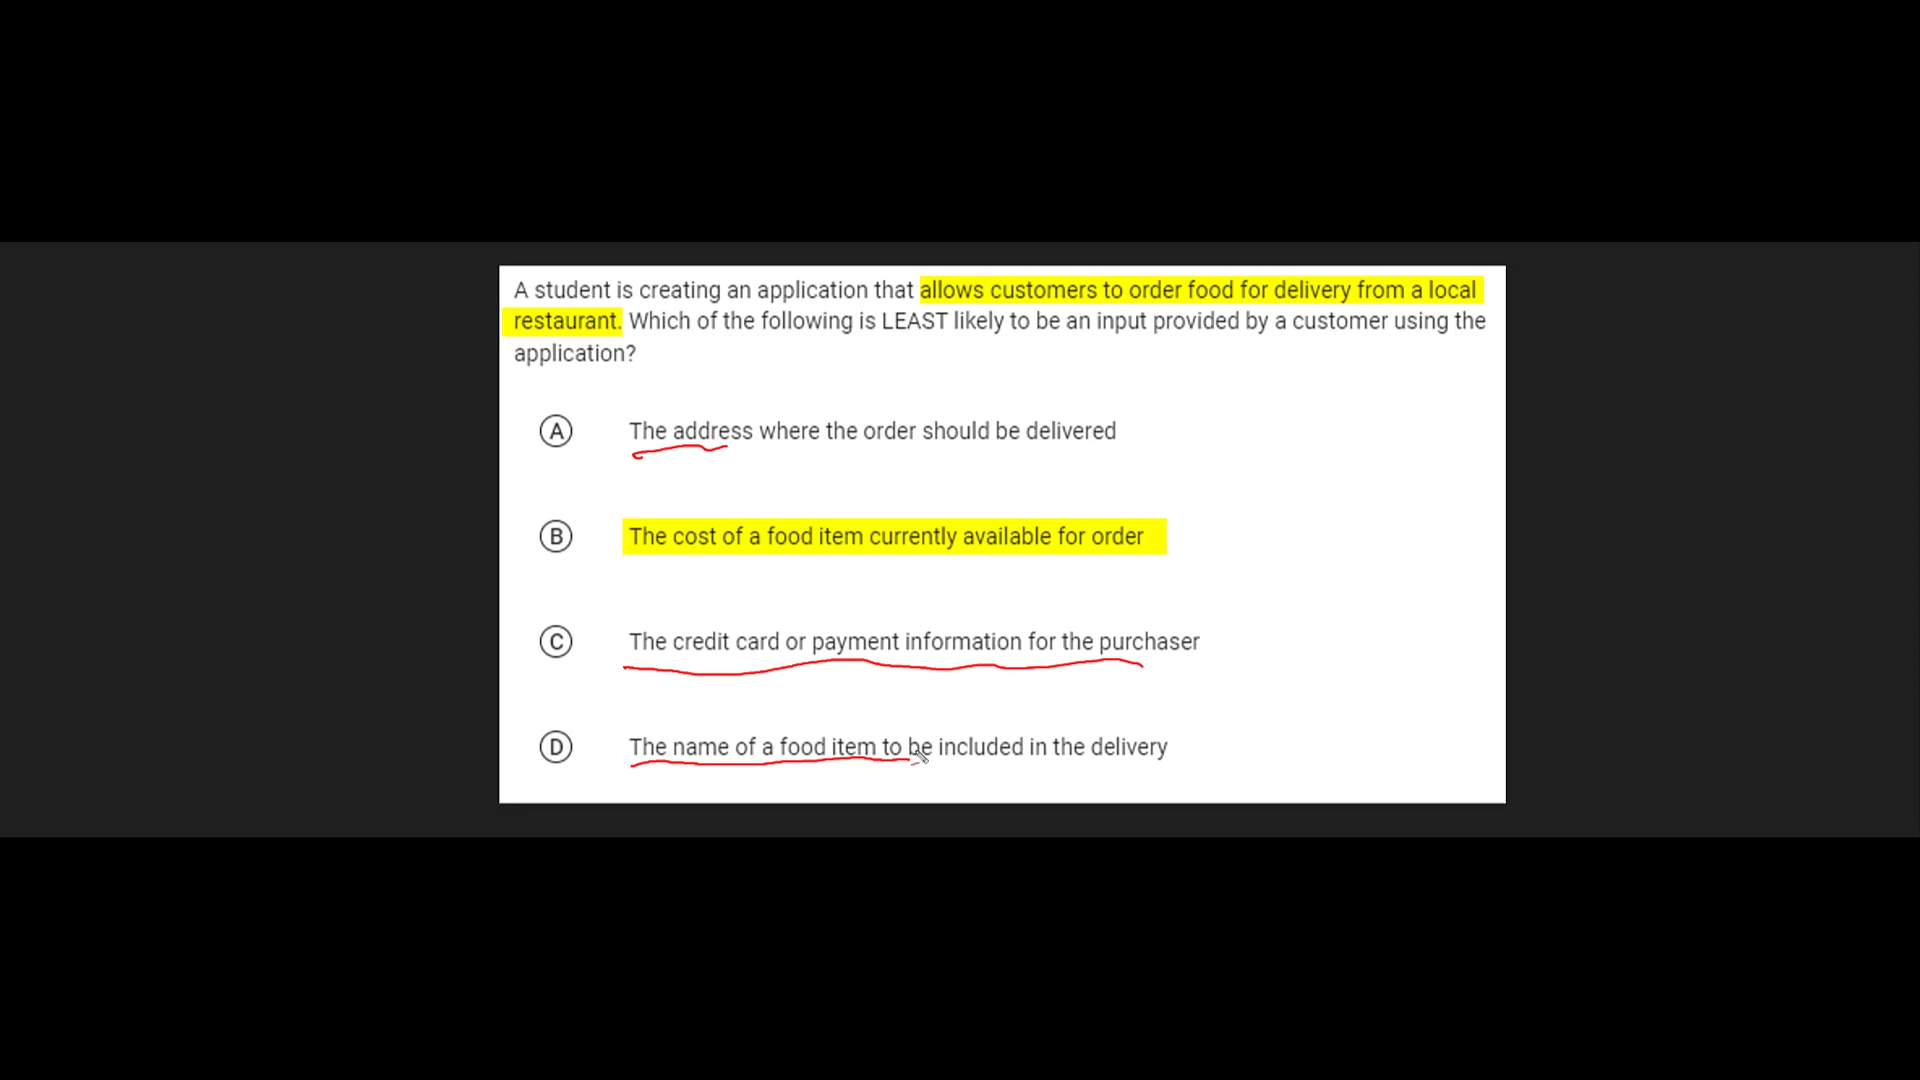 A student is creating an application that allows customers to order food for delivery from a local
restaurant. Which of the following is LEAST likely to be an input provided by a customer using the
application?
A The address where the order should be delivered
B The cost of a food item currently available for order
C The credit card or payment information for the purchaser
D The name of a food item to be included in the delivery